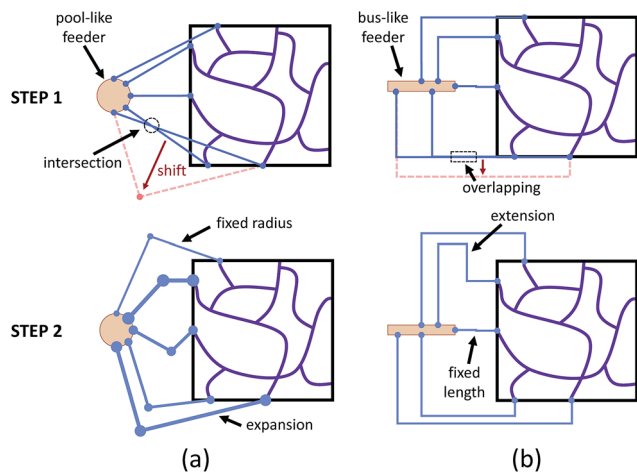 pool-like
feeder
bus-like
feeder
STEP 1
intersection
shift
overlapping
fixed radius
extension
STEP 2
fixed
length
expansion
(a)
(b)